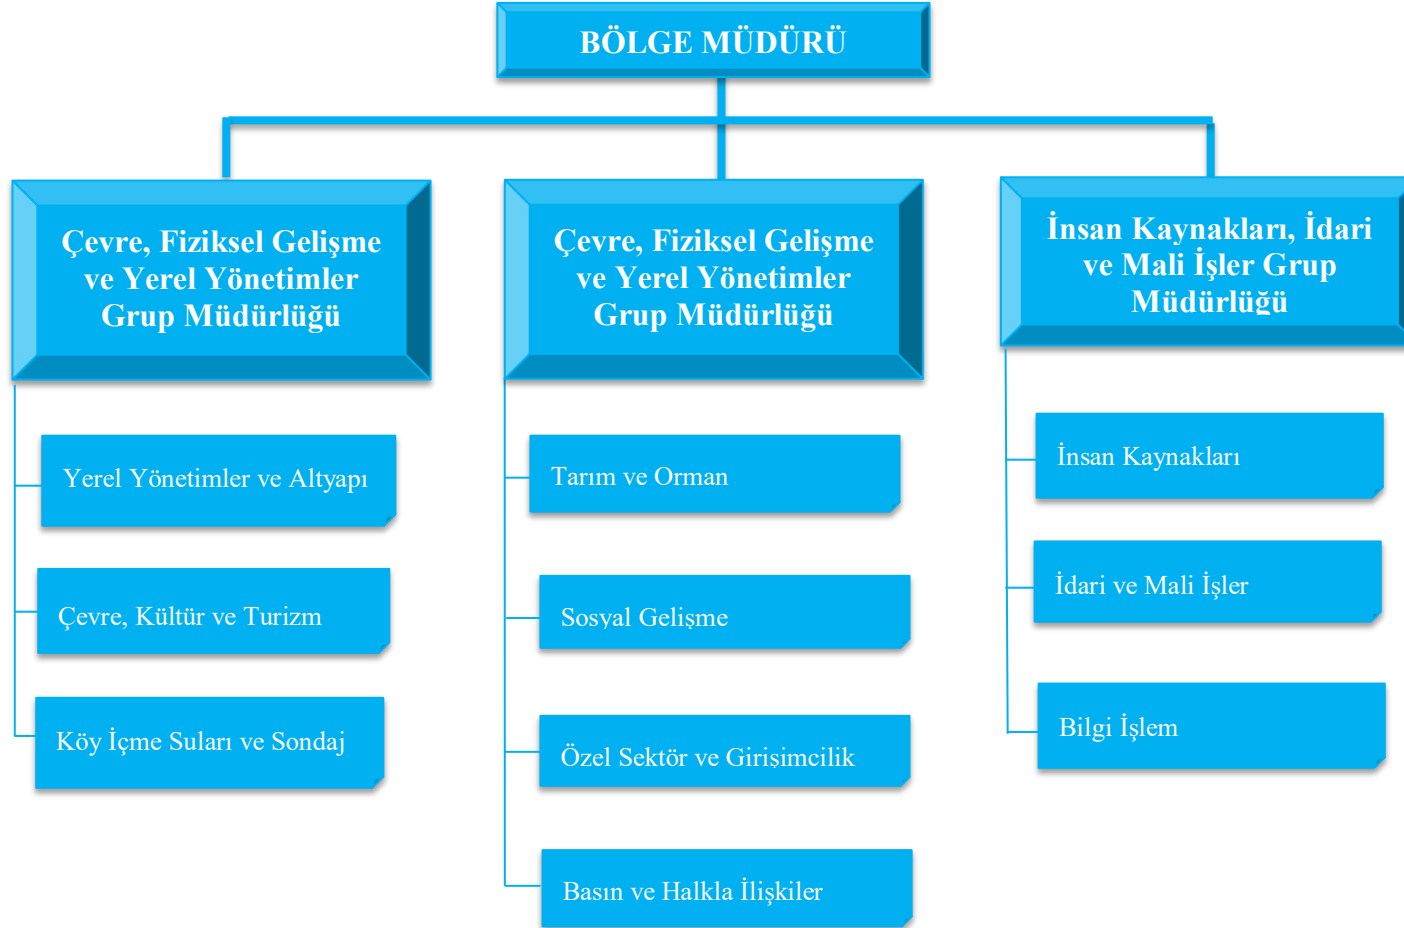 BÖLGE MÜDÜRÜ
Çevre, Fiziksel Gelişme
ve Yerel Yönetimler
Grup Müdürlüğü
Yerel Yönetimler ve Altyapı
Çevre, Kültür ve Turizm
Köy İçme Suları ve Sondaj
Çevre, Fiziksel Gelişme
ve Yerel Yönetimler
Grup Müdürlüğü
Tarım ve Orman
Sosyal Gelişme
Özel Sektör ve Girişimcilik
Basın ve Halkla İlişkiler
İnsan Kaynakları, İdari
ve Mali İşler Grup
Müdürlüğü
İnsan Kaynakları
İdari ve Mali İşler
Bilgi İşlem